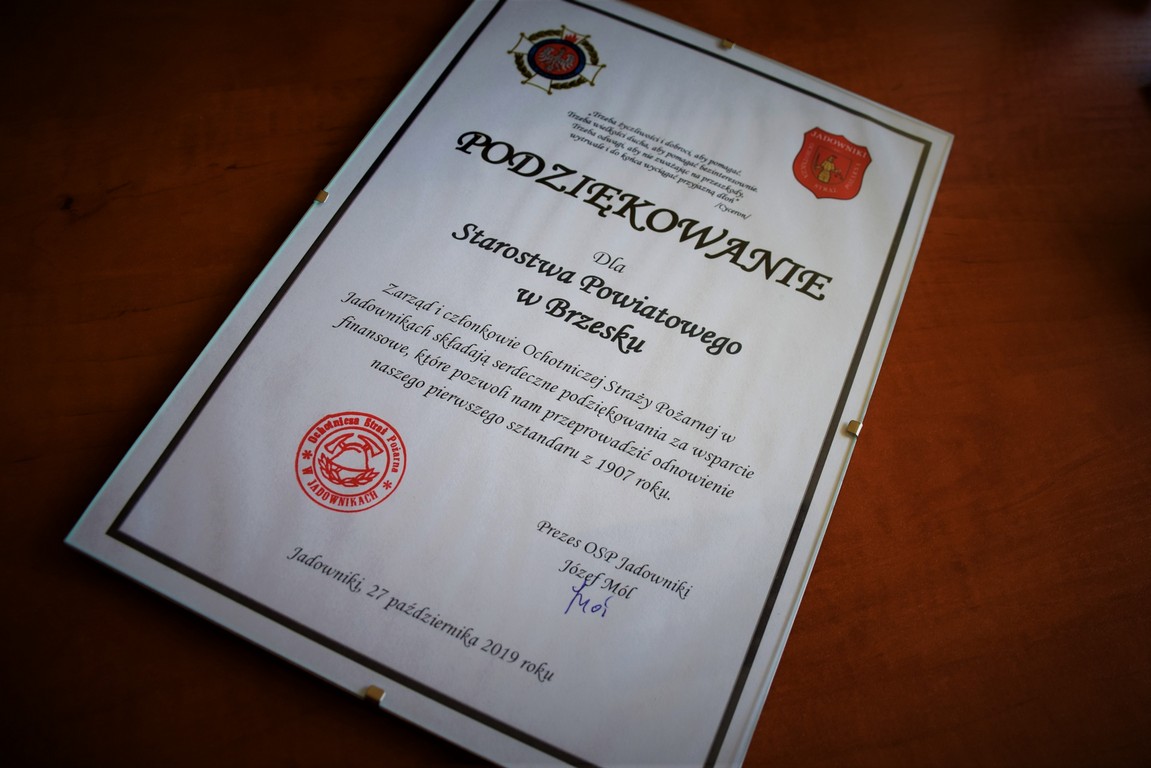 „Trzeba życzliwości i dobroci, aby pomagać.
Trzeba wielkości ducha, aby pomagać bezinteresownie.
Trzeba odwagi, aby nie zważając na przeszkody,
wytrwale i do końca wyciągać przyjazną dłoń”
/Cyceron/
JADOWNIKI
STRAŻ
PODZIĘKOWANIE
Dla
Starostwa Powiatowego
w Brzesku
Zarząd i członkowie Ochotniczej Straży Pożarnej w
Jadownikach składają serdeczne podziękowania za wsparcie
finansowe, które pozwoli nam przeprowadzić odnowienie
naszego pierwszego sztandaru z 1907 roku.
Ochotnicza Straż Pożarna
W JADOWNIKACH
Prezes OSP Jadowniki
Józef Mól
Mól
Jadowniki, 27 października 2019 roku